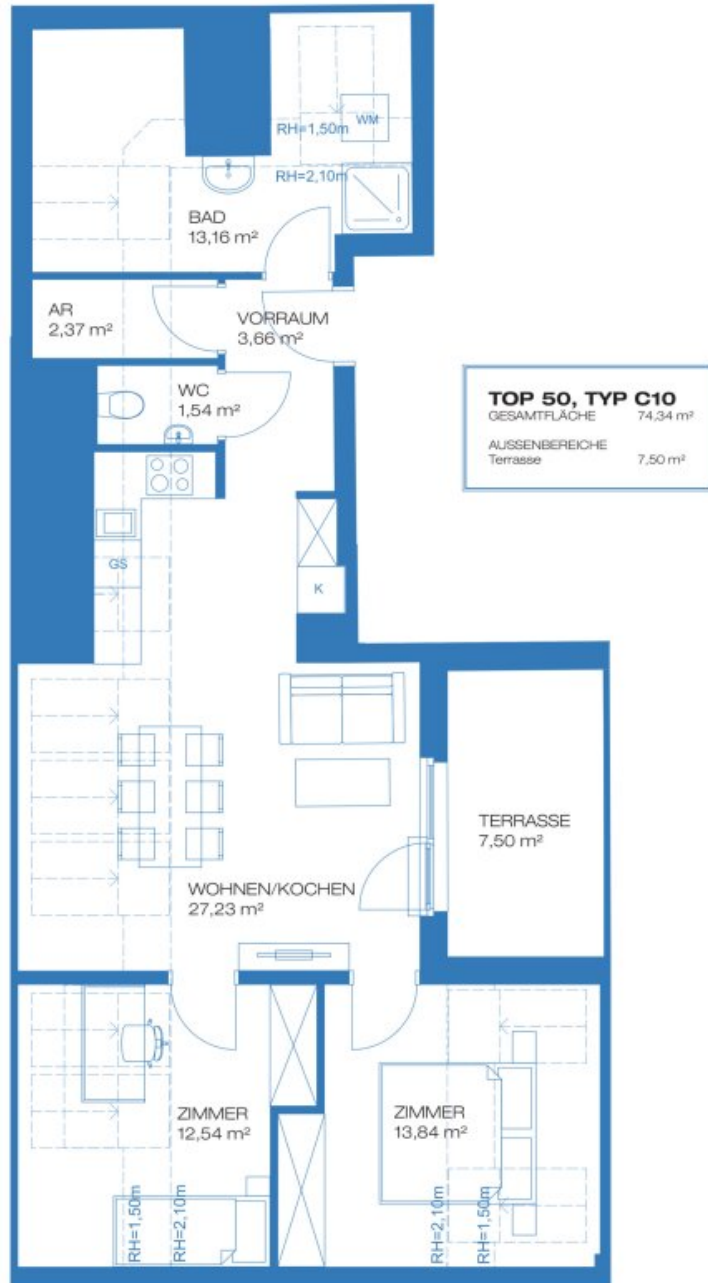 WM
RH=1,50m
RH=2,10m
BAD
13,16 m²
AR
2,37 m²
VORRAUM
3,66 m²
WC
1,54 m²
TOP 50, TYP C10
GESAMTFLÄCHE 74,34 m²
AUSSENBEREICHE
Terrasse 7,50 m²
GS
K
TERRASSE
7,50 m²
WOHNEN/KOCHEN
27,23 m²
ZIMMER
12,54 m²
ZIMMER
13,84 m²
RH=1,50m
RH=2,10m
RH=2,10m
RH=1,50m